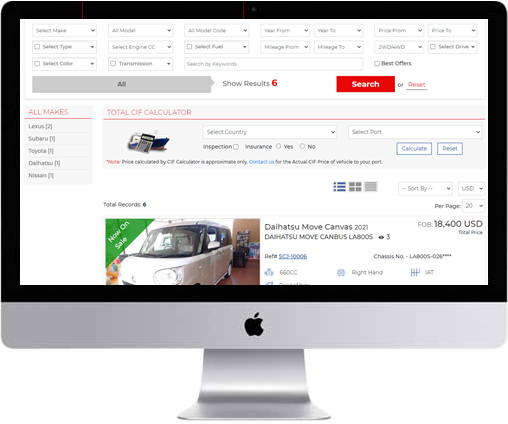 Select Make All Model All Model Code Year From Year To Price From Price To
Select Type Select Engine CC Select Fuel Mileage From Mileage To 2WD/4WD Select Drive
Select Color Transmission Search by Keywords Best Offers
All Show Results 6 Search or Reset
ALL MAKES
Lexus [2]
Subaru [1]
Toyota [1]
Daihatsu [1]
Nissan [1]
TOTAL CIF CALCULATOR
Select Country Select Port
Inspection Insurance Yes No Calculate Reset
*Note: Price calculated by CIF Calculator is approximate only. Contact us for the Actual CIF Price of vehicle to your port.
-- Sort By -- USD
Total Records: 6 Per Page: 20
Now On
Sale
Daihatsu Move Canvas 2021 FOB: 18,400 USD
DAIHATSU MOVE CANBUS LA800S 3 Total Price
Ref# SCJ-10006 Chassis No. - LA800S-026****
660CC Right Hand IAT